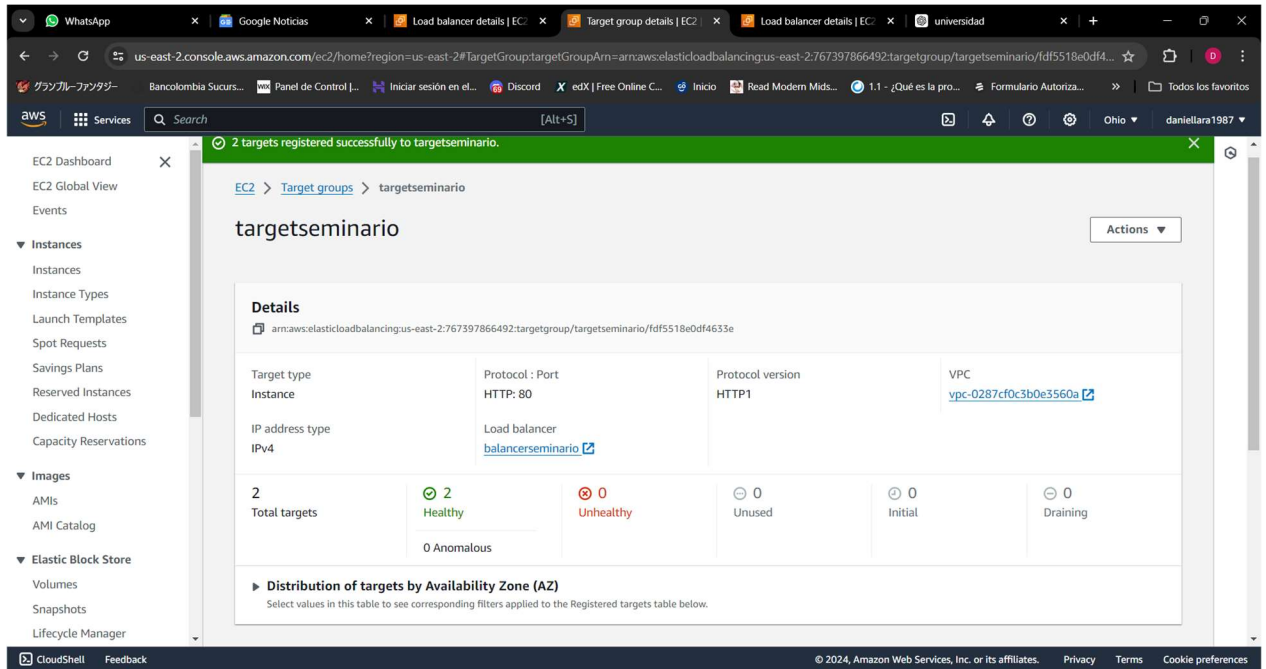 WhatsApp
Google Noticias
Load balancer details | EC2
Target group details | EC2
Load balancer details | EC2
universidad
us-east-2.console.aws.amazon.com/ec2/home?region=us-east-2#TargetGroup:targetGroupArn=arn:aws:elasticloadbalancing:us-east-2:767397866492:targetgroup/targetseminario/fdf5518e0df4...
グランブル-ファンタジー
Bancolombia Sucurs...
Panel de Control |...
Iniciar sesión en el...
Discord
edX | Free Online C...
Inicio
Read Modern Mids...
1.1 - ¿Qué es la pro...
Formulario Autoriza...
Todos los favoritos
aws
Services
Search
[Alt+S]
Ohio
daniellara1987
EC2 Dashboard
EC2 Global View
Events
Instances
Instances
Instance Types
Launch Templates
Spot Requests
Savings Plans
Reserved Instances
Dedicated Hosts
Capacity Reservations
Images
AMIs
AMI Catalog
Elastic Block Store
Volumes
Snapshots
Lifecycle Manager
2 targets registered successfully to targetseminario.
EC2 > Target groups > targetseminario
targetseminario
Actions
Details
arn:aws:elasticloadbalancing:us-east-2:767397866492:targetgroup/targetseminario/fdf5518e0df4633e
Target type
Instance
Protocol : Port
HTTP: 80
Protocol version
HTTP1
VPC
vpc-0287cf0c3b0e3560a
IP address type
IPv4
Load balancer
balancerseminario
2
Total targets
2
Healthy
0 Anomalous
0
Unhealthy
0
Unused
0
Initial
0
Draining
Distribution of targets by Availability Zone (AZ)
Select values in this table to see corresponding filters applied to the Registered targets table below.
CloudShell
Feedback
© 2024, Amazon Web Services, Inc. or its affiliates.
Privacy
Terms
Cookie preferences